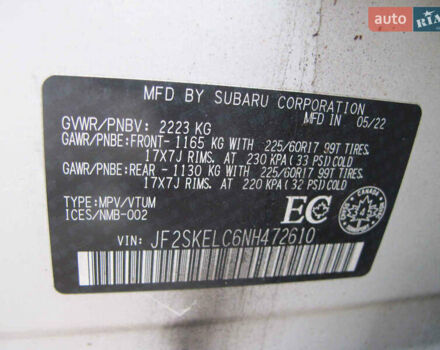 auto RIA
MFD BY SUBARU CORPORATION
GVWR/PNBV: 2223 KG 05/22
GAWR/PNBE:FRONT-1165 KG WITH 225/60R17 99T TIRES.
17X7J RIMS. AT 230 KPA(33 PSI)COLD
GAWR/PNBE:REAR -1130 KG WITH 225/60R17 99T TIRES.
17X7J RIMS. AT 220 KPA(32 PSI)COLD
TYPE:MPV/VTUM
ICES/NMB-002
EC
CANADA
VIN: JF2SKELC6NH472610